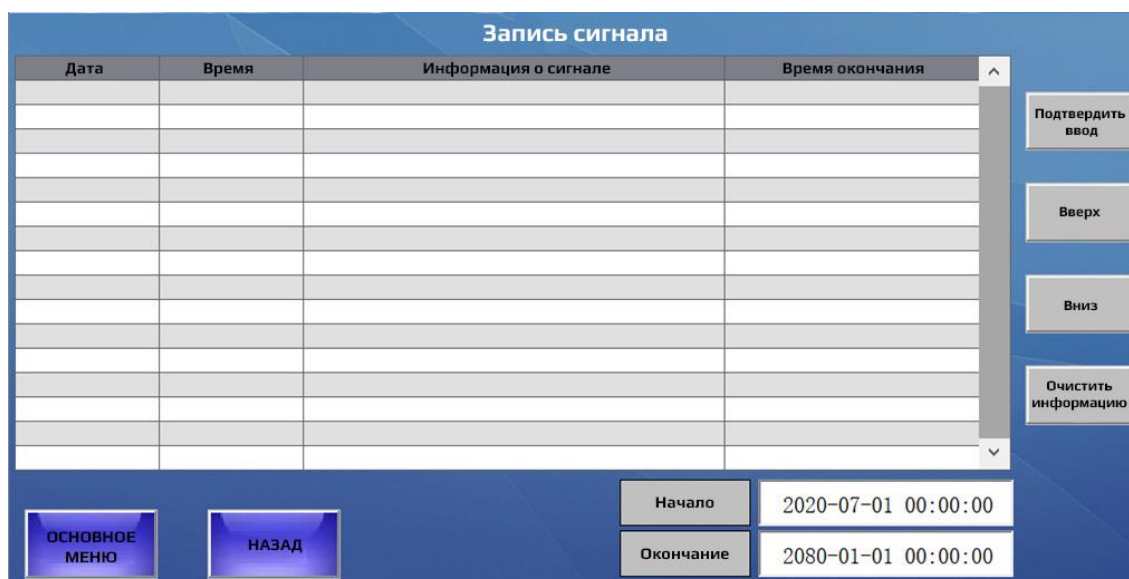 Запись сигнала
Дата Время Информация о сигнале Время окончания
Подтвердить
ввод
Вверх
Вниз
Очистить
информацию
Начало 2020-07-01 00:00:00
ОСНОВНОЕ
МЕНЮ
НАЗАД
Окончание 2080-01-01 00:00:00